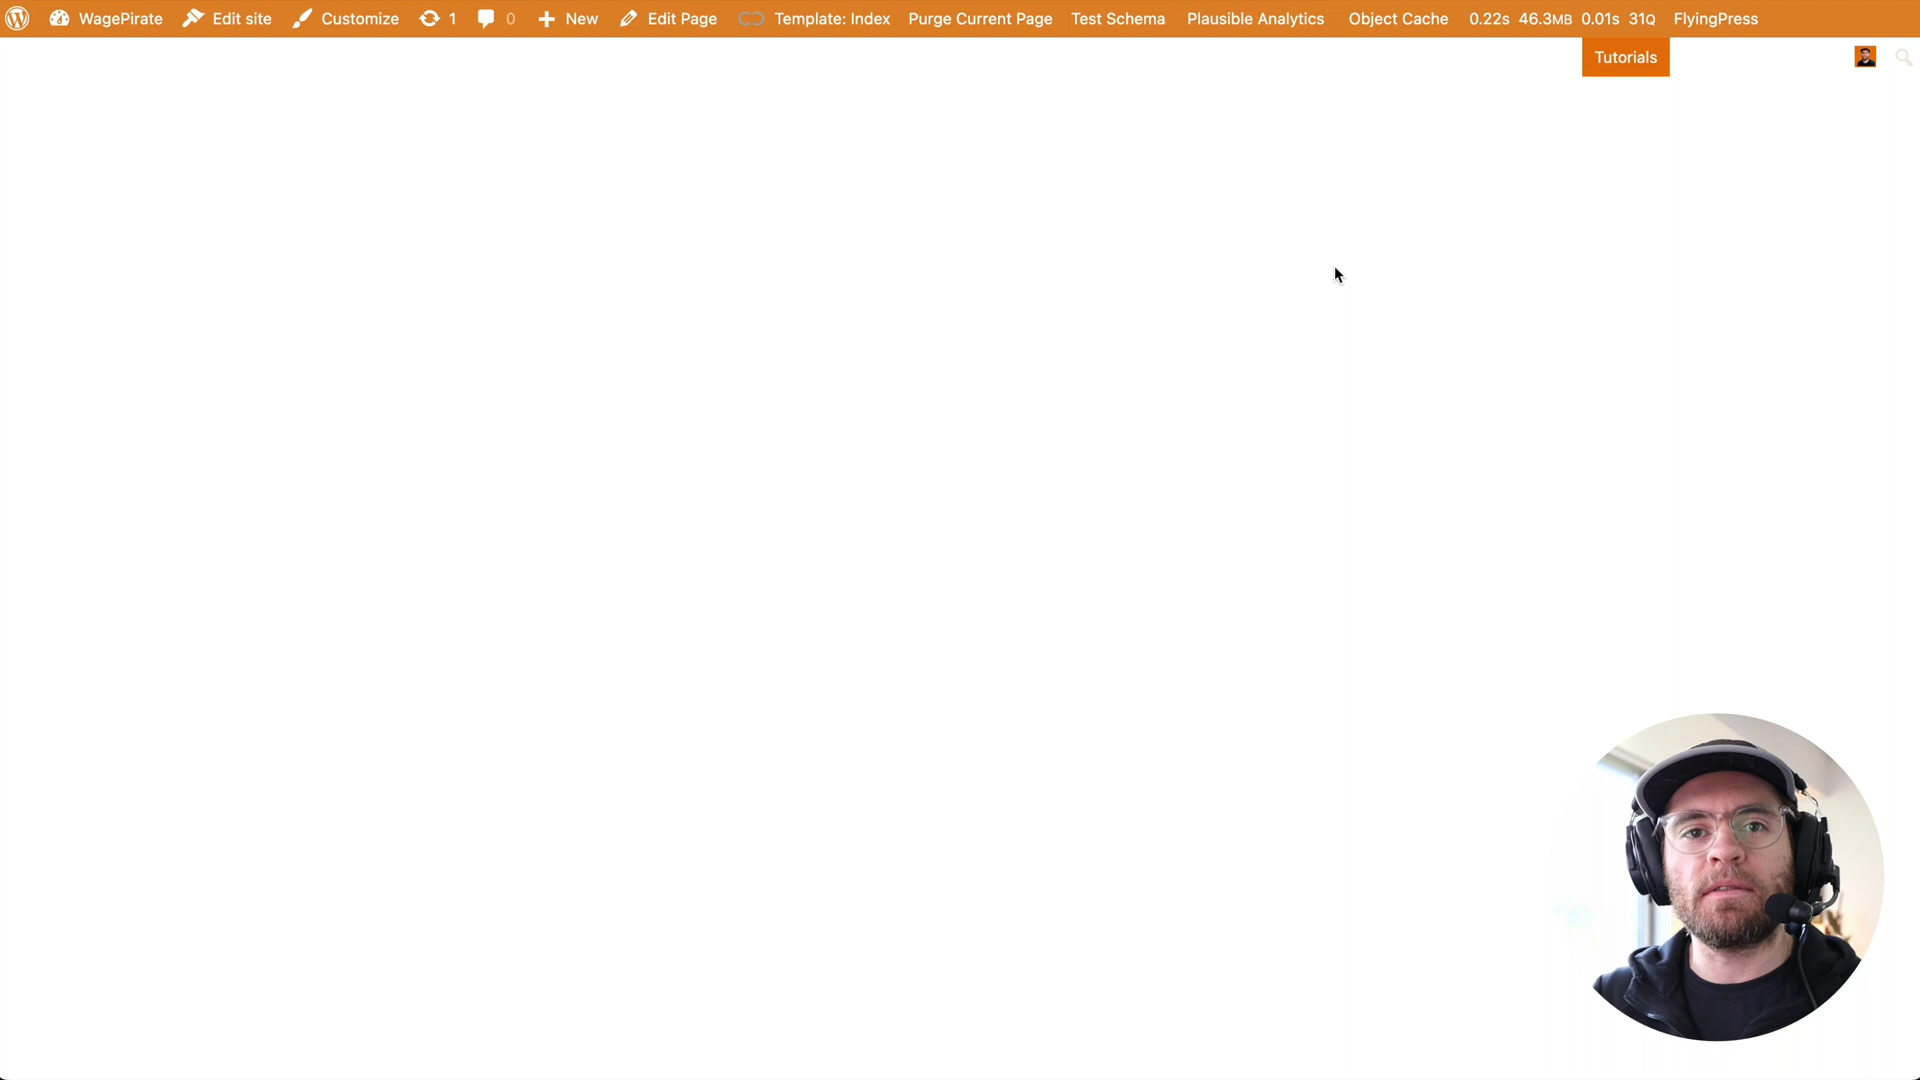 WagePirate Edit site Customize 1 0 New Edit Page Template: Index Purge Current Page Test Schema Plausible Analytics Object Cache 0.22s 46.3MB 0.01s 31Q FlyingPress
Tutorials